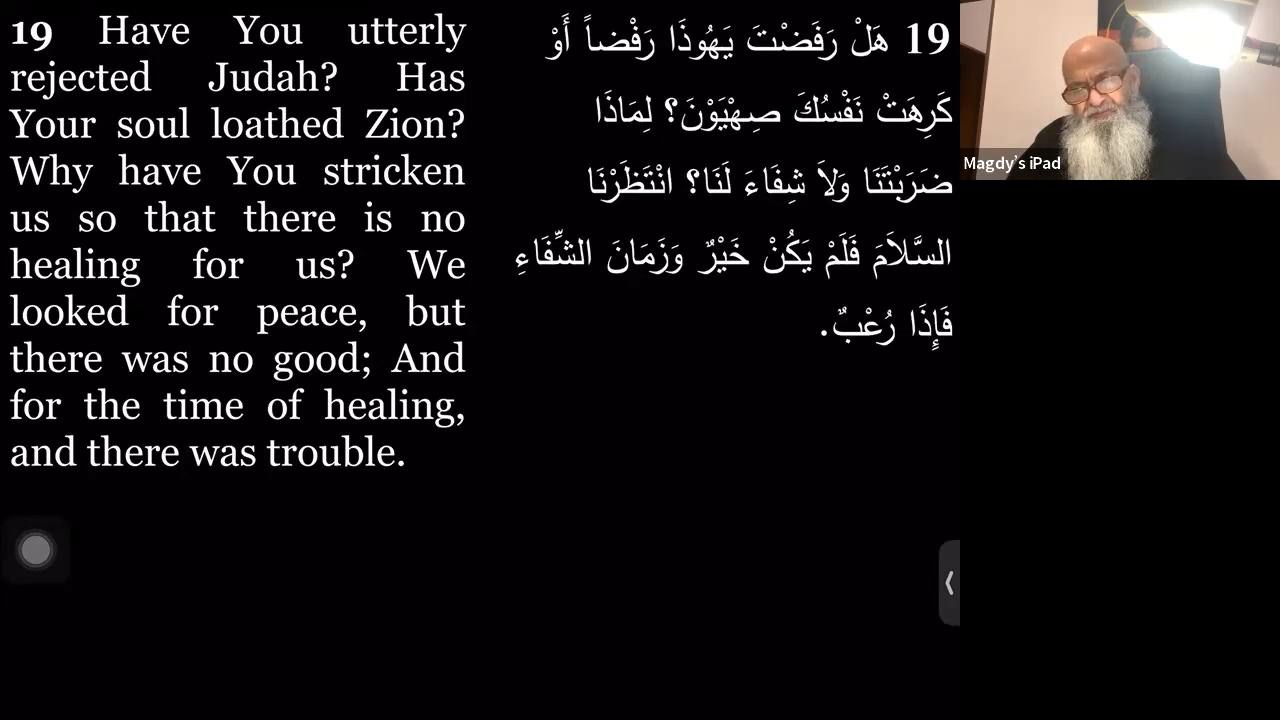 19 Have You utterly
rejected Judah? Has
Your soul loathed Zion?
Why have You stricken
us so that there is no
healing for us? We
looked for peace, but
there was no good; And
for the time of healing,
and there was trouble.
19 هَلْ رَفَضْتَ يَهُوذَا رَفْضاً أَوْ
كَرِهَتْ نَفْسُكَ صِهْيَوْنَ؟ لِمَاذَا
ضَرَبْتَنَا وَلاَ شِفَاءَ لَنَا؟ انْتَظَرْنَا
السَّلاَمَ فَلَمْ يَكُنْ خَيْرٌ وَزَمَانَ الشِّفَاءِ
فَإِذَا رُعْبٌ.
Magdy's iPad